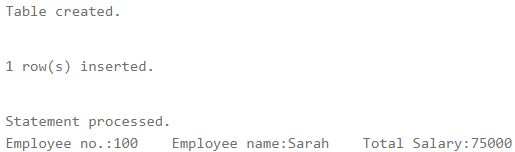 Table created.
1 row(s) inserted.
Statement processed.
Employee no.:100    Employee name:Sarah    Total Salary:75000